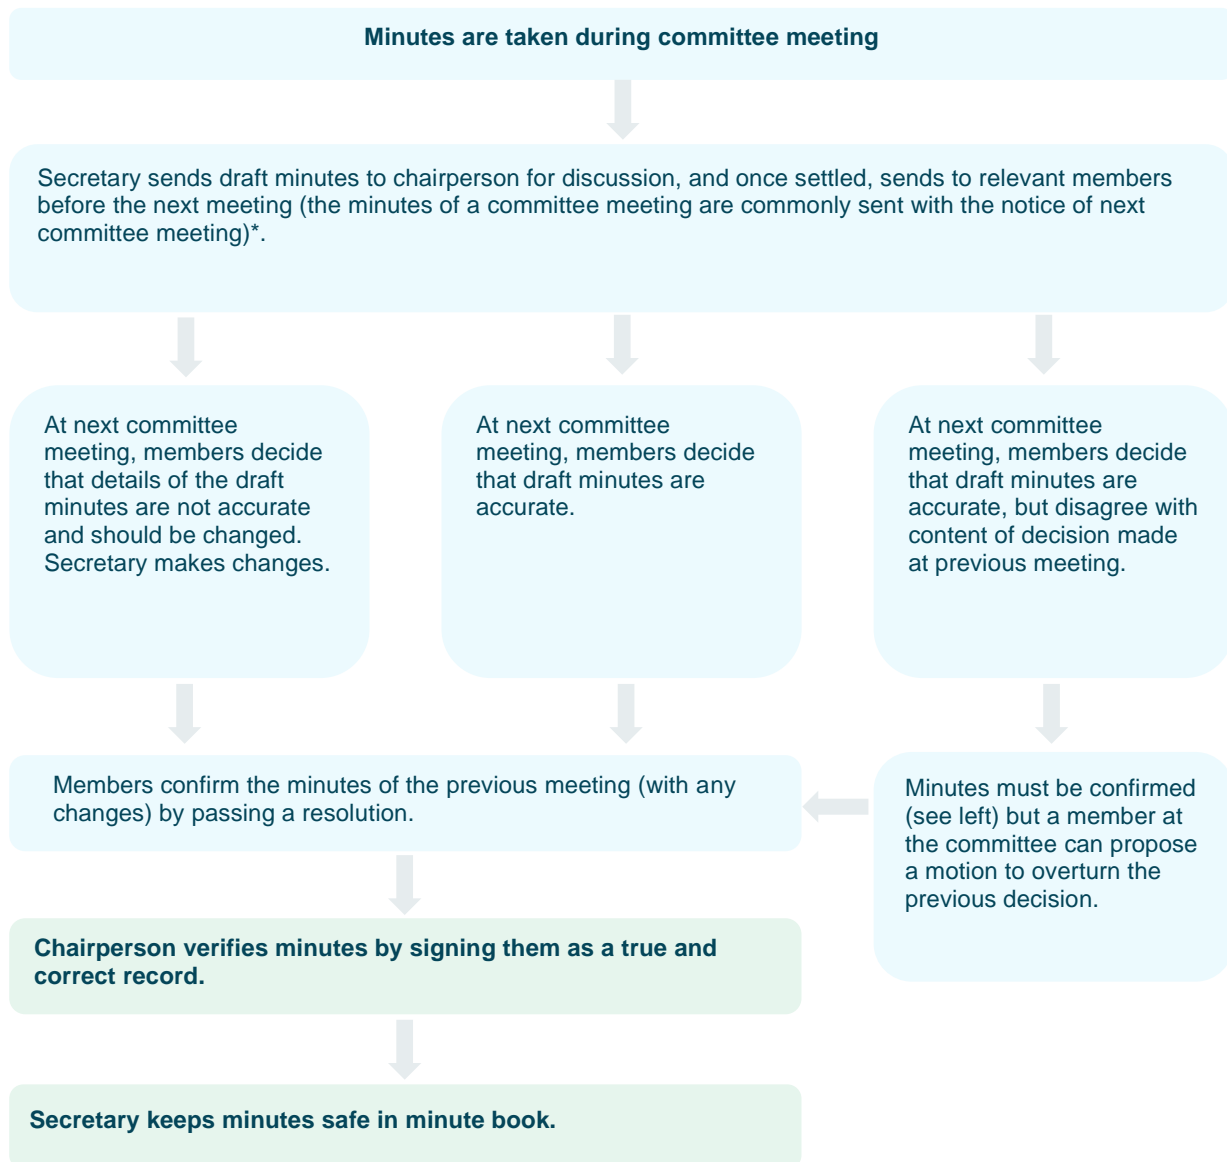 Minutes are taken during committee meeting
Secretary sends draft minutes to chairperson for discussion, and once settled, sends to relevant members
before the next meeting (the minutes of a committee meeting are commonly sent with the notice of next
committee meeting)*.
At next committee
meeting, members decide
that details of the draft
minutes are not accurate
and should be changed.
Secretary makes changes.
At next committee
meeting, members decide
that draft minutes are
accurate.
At next committee
meeting, members decide
that draft minutes are
accurate, but disagree with
content of decision made
at previous meeting.
Members confirm the minutes of the previous meeting (with any
changes) by passing a resolution.
Minutes must be confirmed
(see left) but a member at
the committee can propose
a motion to overturn the
previous decision.
Chairperson verifies minutes by signing them as a true and
correct record.
Secretary keeps minutes safe in minute book.